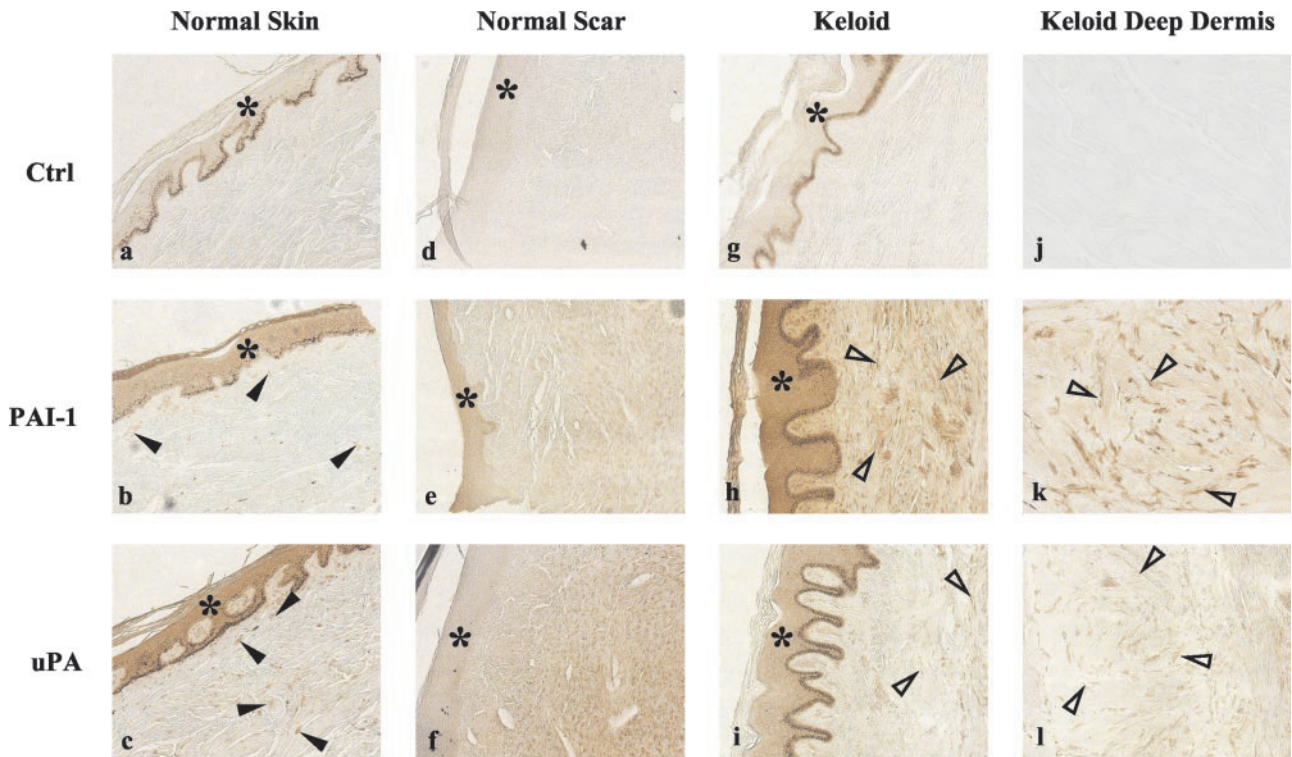 Normal Skin Normal Scar Keloid Keloid Deep Dermis
Ctrl
a * d * g * j
PAI-1
b * e * h * k
uPA
c * f * i * l